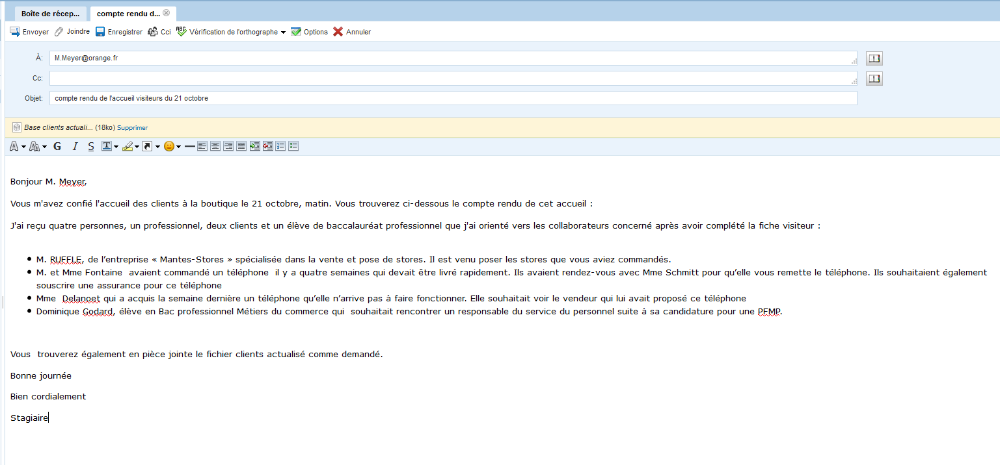 Boîte de récep... compte rendu d...
Envoyer Joindre Enregistrer Cci ABC Vérification de l'orthographe Options Annuler
À: M.Meyer@orange.fr
Cc:
Objet: compte rendu de l'accueil visiteurs du 21 octobre
Base clients actuali... (18ko) Supprimer
A AA G I S T
Bonjour M. Meyer,
Vous m'avez confié l'accueil des clients à la boutique le 21 octobre, matin. Vous trouverez ci-dessous le compte rendu de cet accueil :
J'ai reçu quatre personnes, un professionnel, deux clients et un élève de baccalauréat professionnel que j'ai orienté vers les collaborateurs concerné après avoir complété la fiche visiteur :
• M. RUFFLE, de l’entreprise « Mantes-Stores » spécialisée dans la vente et pose de stores. Il est venu poser les stores que vous aviez commandés.
• M. et Mme Fontaine avaient commandé un téléphone il y a quatre semaines qui devait être livré rapidement. Ils avaient rendez-vous avec Mme Schmitt pour qu’elle vous remette le téléphone. Ils souhaitaient également
souscrire une assurance pour ce téléphone
• Mme Delanoet qui a acquis la semaine dernière un téléphone qu’elle n’arrive pas à faire fonctionner. Elle souhaitait voir le vendeur qui lui avait proposé ce téléphone
• Dominique Godard, élève en Bac professionnel Métiers du commerce qui souhaitait rencontrer un responsable du service du personnel suite à sa candidature pour une PFMP.
Vous trouverez également en pièce jointe le fichier clients actualisé comme demandé.
Bonne journée
Bien cordialement
Stagiaire